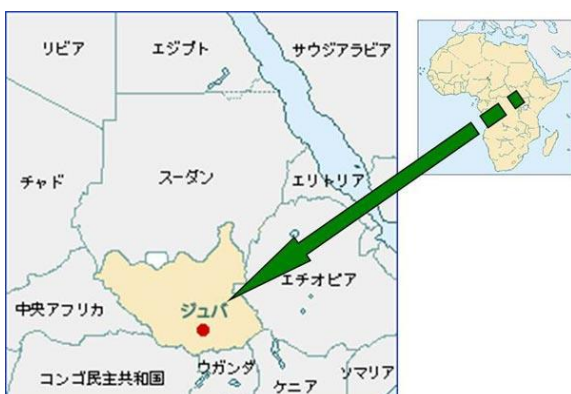 リビア
エジプト
サウジアラビア
チャド
スーダン
エリトリア
エチオピア
中央アフリカ
ジュバ
コンゴ民主共和国
ウガンダ
ケニア
ソマリア